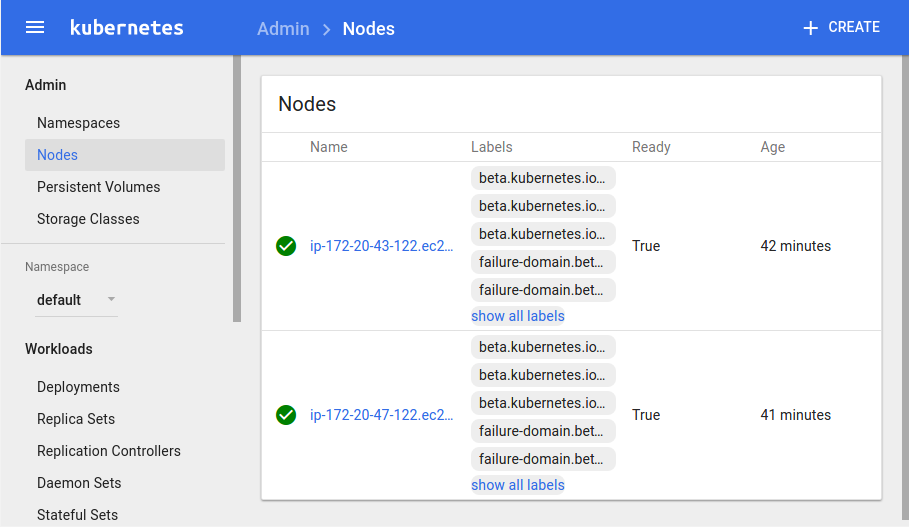 kubernetes
Admin > Nodes
+ CREATE
Admin
Namespaces
Nodes
Persistent Volumes
Storage Classes
Namespace
default
Workloads
Deployments
Replica Sets
Replication Controllers
Daemon Sets
Stateful Sets
Nodes
Name Labels Ready Age
beta.kubernetes.io…
beta.kubernetes.io…
beta.kubernetes.io…
ip-172-20-43-122.ec2… True 42 minutes
failure-domain.bet…
failure-domain.bet…
show all labels
beta.kubernetes.io…
beta.kubernetes.io…
beta.kubernetes.io…
ip-172-20-47-122.ec2… True 41 minutes
failure-domain.bet…
failure-domain.bet…
show all labels